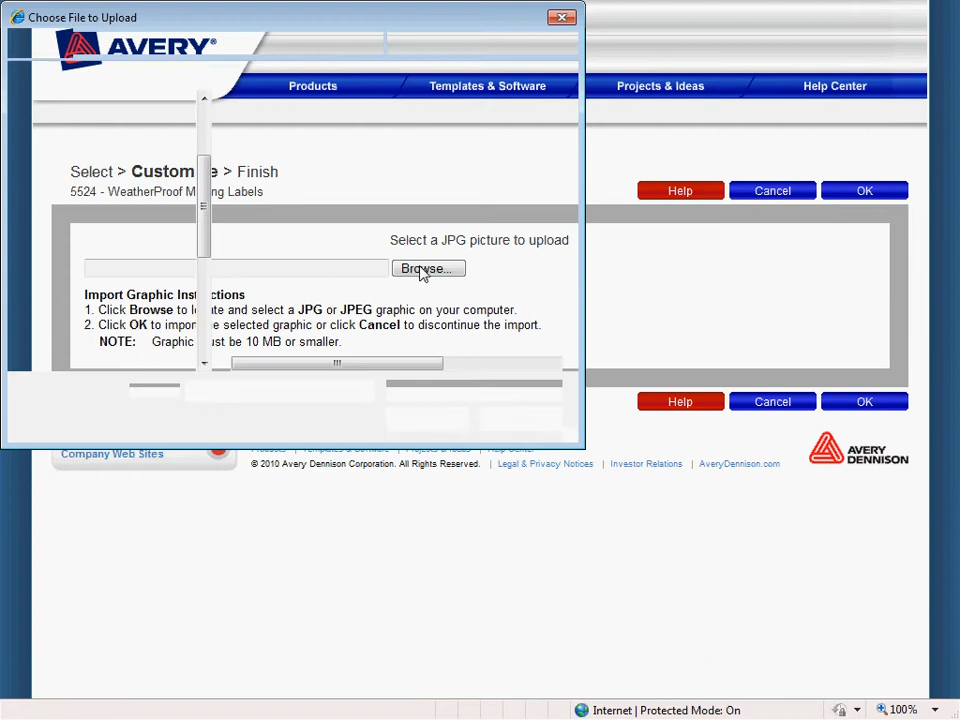 Choose File to Upload
AVERY®
Products
Templates & Software
Projects & Ideas
Help Center
Select > Custom e > Finish
5524 - WeatherProof M ing Labels
Help
Cancel
OK
Select a JPG picture to upload
Browse...
Import Graphic Ins ctions
1. Click Browse to lo te and select a JPG or JPEG graphic on your computer.
2. Click OK to impor he selected graphic or click Cancel to discontinue the import.
NOTE: Graphic ust be 10 MB or smaller.
Help
Cancel
OK
Company Web Sites
© 2010 Avery Dennison Corporation. All Rights Reserved.
Legal & Privacy Notices
Investor Relations
AveryDennison.com
AVERY
DENNISON
Internet | Protected Mode: On
100%